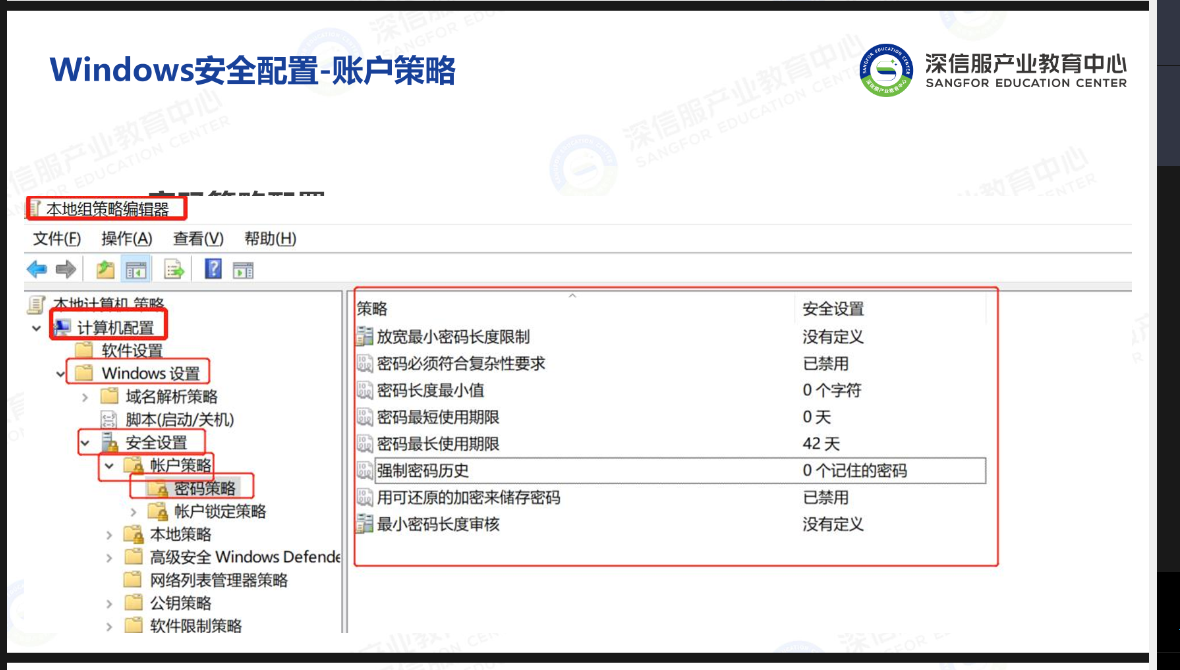 Windows安全配置-账户策略
深信服产业教育中心
SANGFOR EDUCATION CENTER
本地组策略编辑器
文件(F) 操作(A) 查看(V) 帮助(H)
本地计算机 策略
计算机配置
软件设置
Windows 设置
域名解析策略
脚本(启动/关机)
安全设置
帐户策略
密码策略
帐户锁定策略
本地策略
高级安全 Windows Defende
网络列表管理器策略
公钥策略
软件限制策略
策略 安全设置
放宽最小密码长度限制 没有定义
密码必须符合复杂性要求 已禁用
密码长度最小值 0 个字符
密码最短使用期限 0 天
密码最长使用期限 42 天
强制密码历史 0 个记住的密码
用可还原的加密来储存密码 已禁用
最小密码长度审核 没有定义